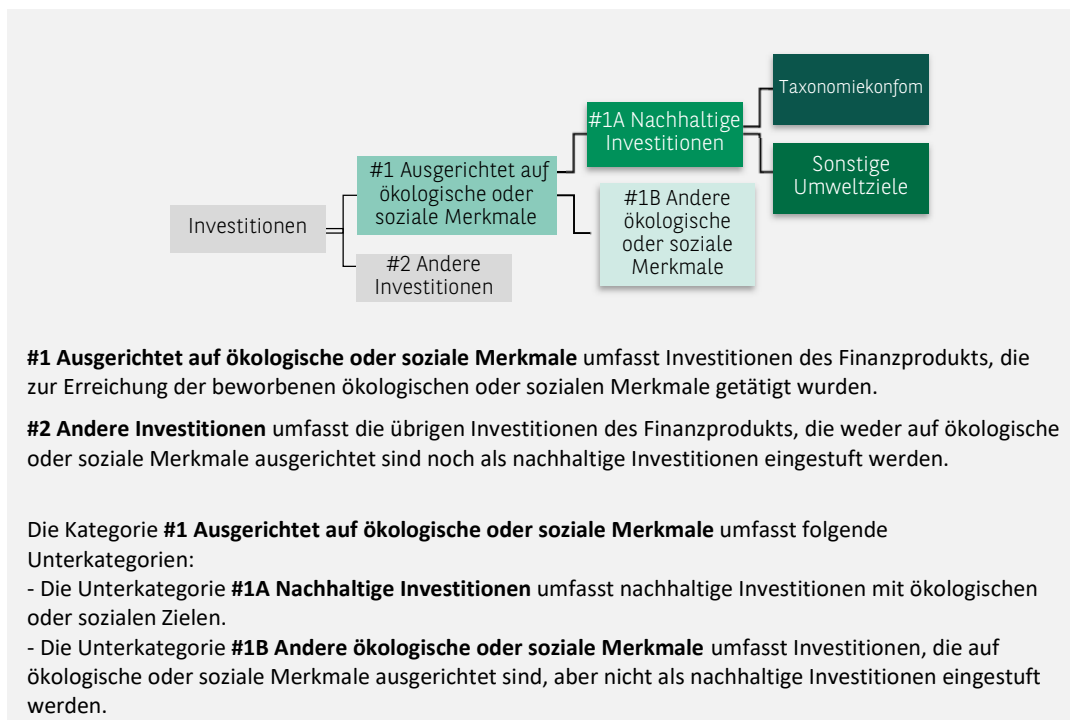 Taxonomiekonfom
#1A Nachhaltige
Investitionen
Sonstige
Umweltziele
#1 Ausgerichtet auf
ökologische oder
soziale Merkmale
#1B Andere
ökologische
oder soziale
Merkmale
Investitionen
#2 Andere
Investitionen
#1 Ausgerichtet auf ökologische oder soziale Merkmale umfasst Investitionen des Finanzprodukts, die
zur Erreichung der beworbenen ökologischen oder sozialen Merkmale getätigt wurden.
#2 Andere Investitionen umfasst die übrigen Investitionen des Finanzprodukts, die weder auf ökologische
oder soziale Merkmale ausgerichtet sind noch als nachhaltige Investitionen eingestuft werden.
Die Kategorie #1 Ausgerichtet auf ökologische oder soziale Merkmale umfasst folgende
Unterkategorien:
- Die Unterkategorie #1A Nachhaltige Investitionen umfasst nachhaltige Investitionen mit ökologischen
oder sozialen Zielen.
- Die Unterkategorie #1B Andere ökologische oder soziale Merkmale umfasst Investitionen, die auf
ökologische oder soziale Merkmale ausgerichtet sind, aber nicht als nachhaltige Investitionen eingestuft
werden.